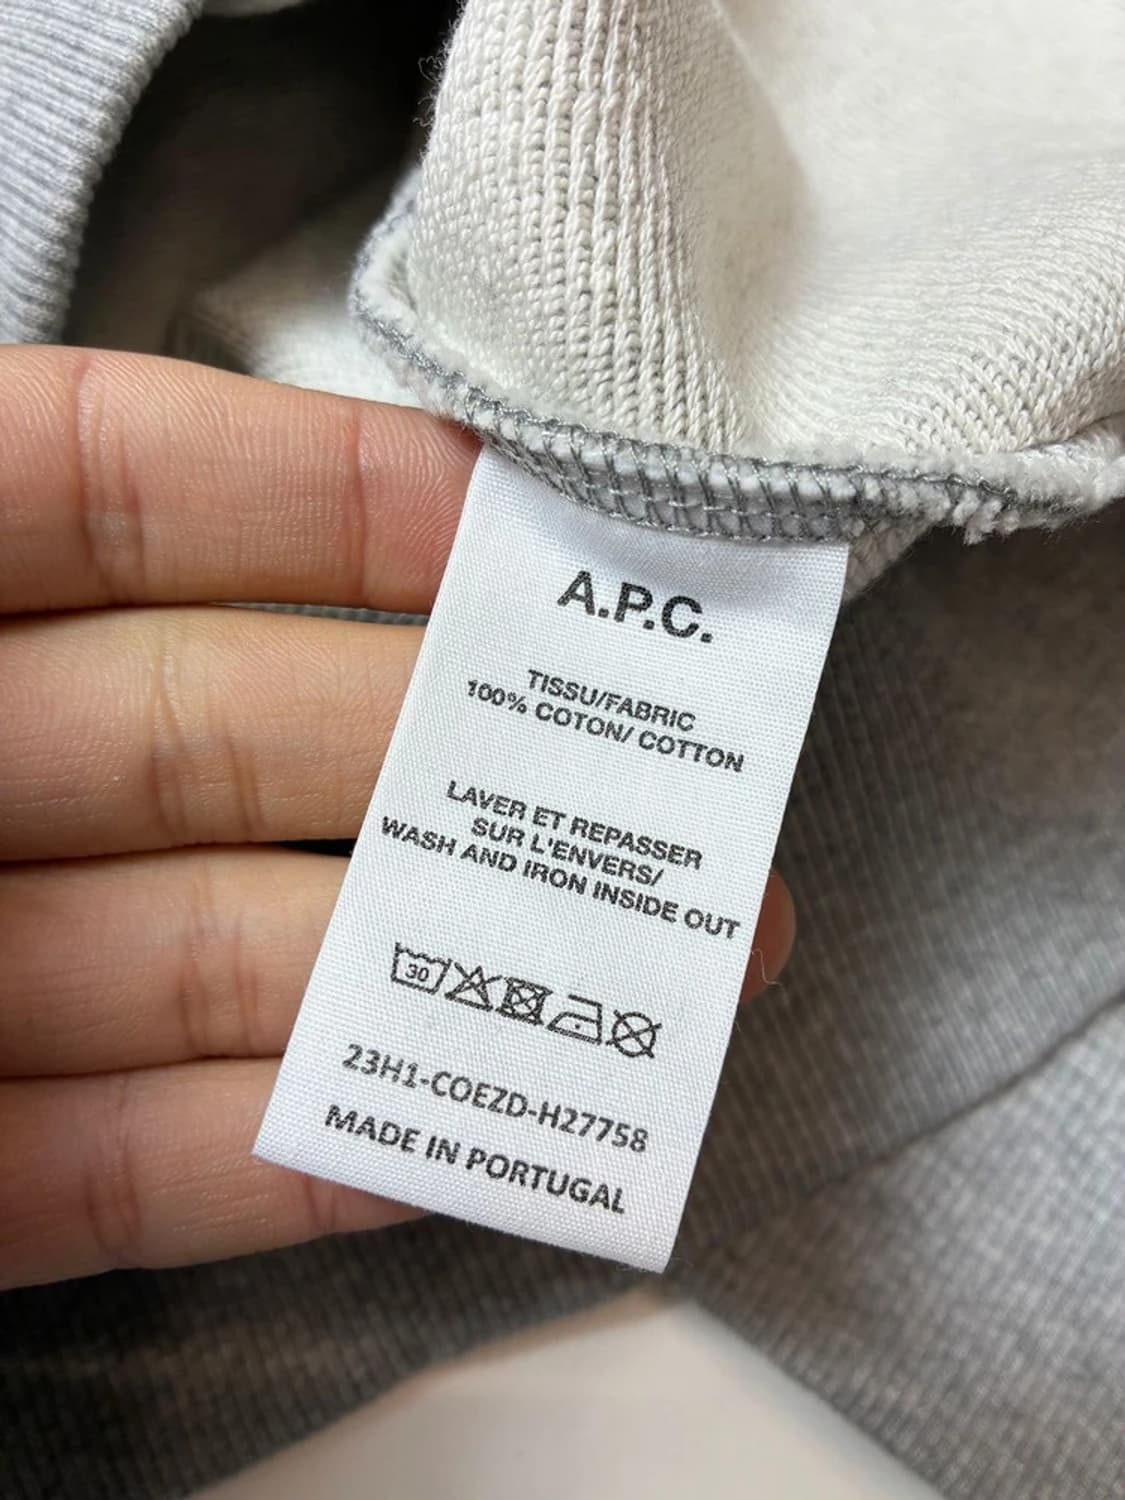 A.P.C.
TISSU/FABRIC
100% COTON/ COTTON
LAVER ET REPASSER
SUR L'ENVERS/
WASH AND IRON INSIDE OUT
30
23H1-COEZD-H27758
MADE IN PORTUGAL